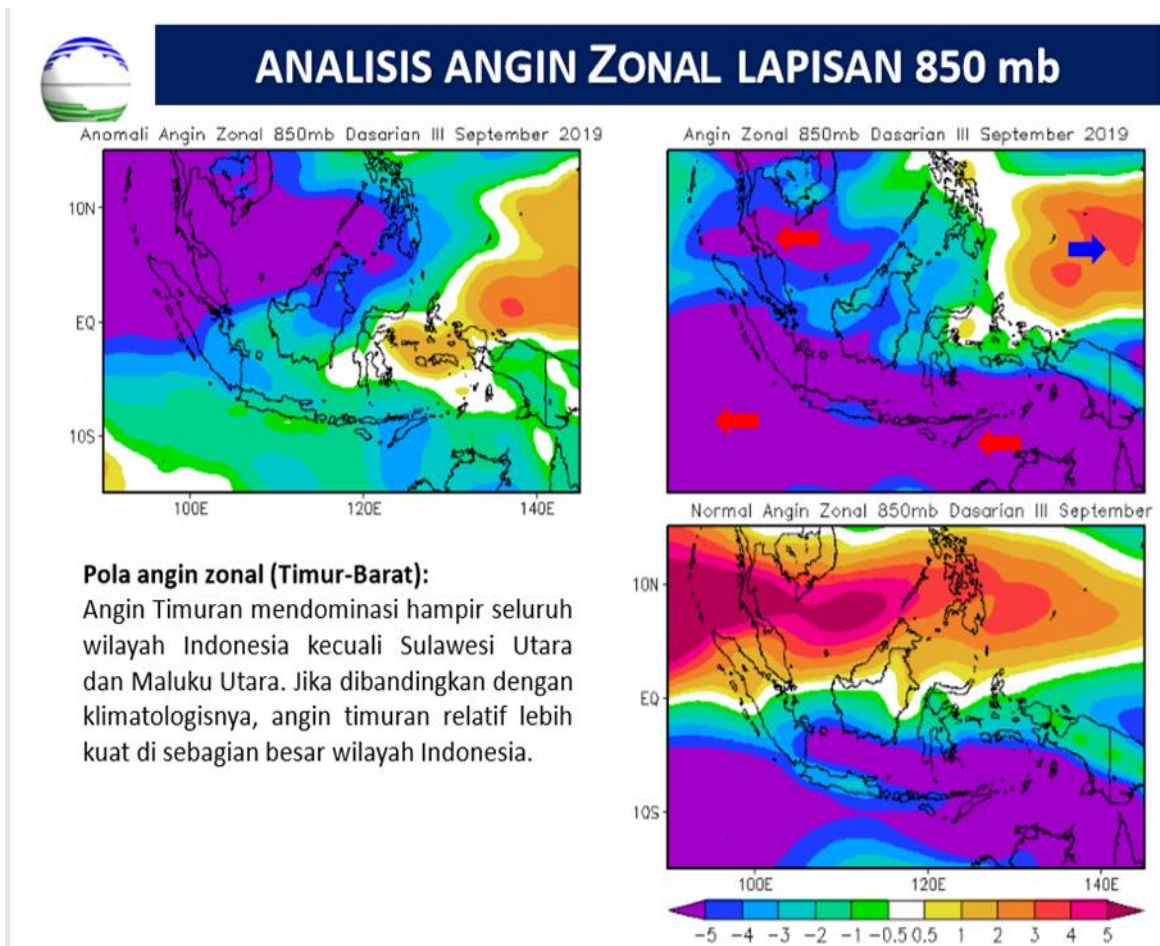 ANALISIS ANGIN ZONAL LAPISAN 850 mb
Anomali Angin Zonal 850mb Dasarian III September 2019
10N
EQ
10S
100E 120E 140E
Angin Zonal 850mb Dasarian III September 2019
Normal Angin Zonal 850mb Dasarian III September
10N
EQ
10S
100E 120E 140E
-5 -4 -3 -2 -1 -0.5 0.5 1 2 3 4 5
Pola angin zonal (Timur-Barat):
Angin Timuran mendominasi hampir seluruh
wilayah Indonesia kecuali Sulawesi Utara
dan Maluku Utara. Jika dibandingkan dengan
klimatologisnya, angin timuran relatif lebih
kuat di sebagian besar wilayah Indonesia.